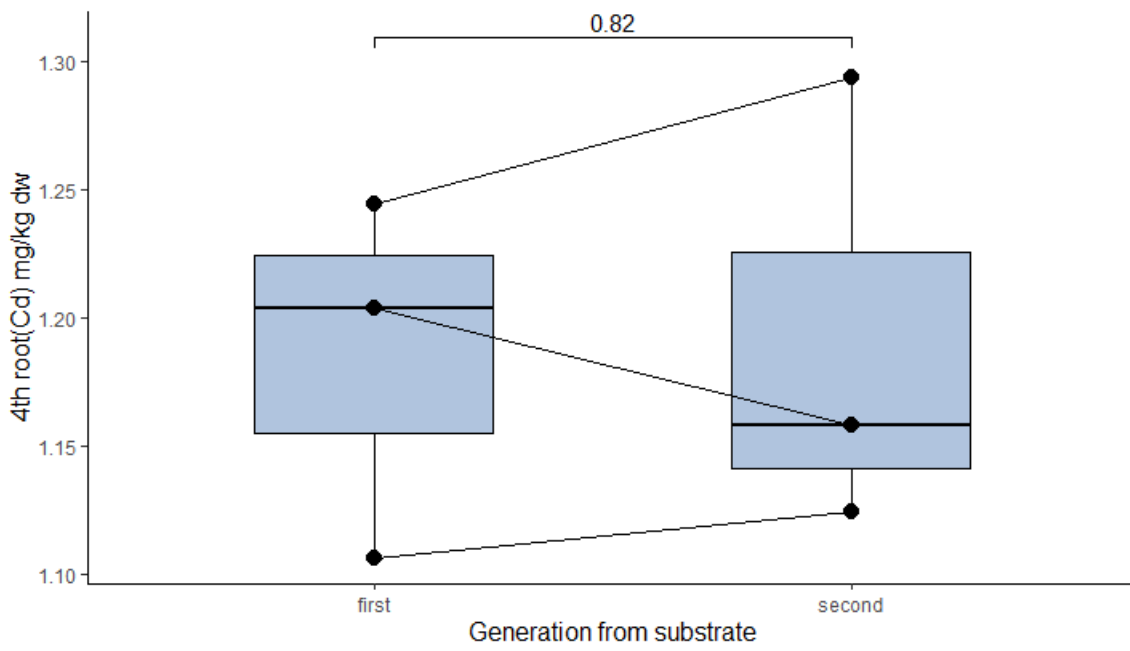 0.82
4th root(Cd) mg/kg dw
1.30
1.25
1.20
1.15
1.10
first
second
Generation from substrate